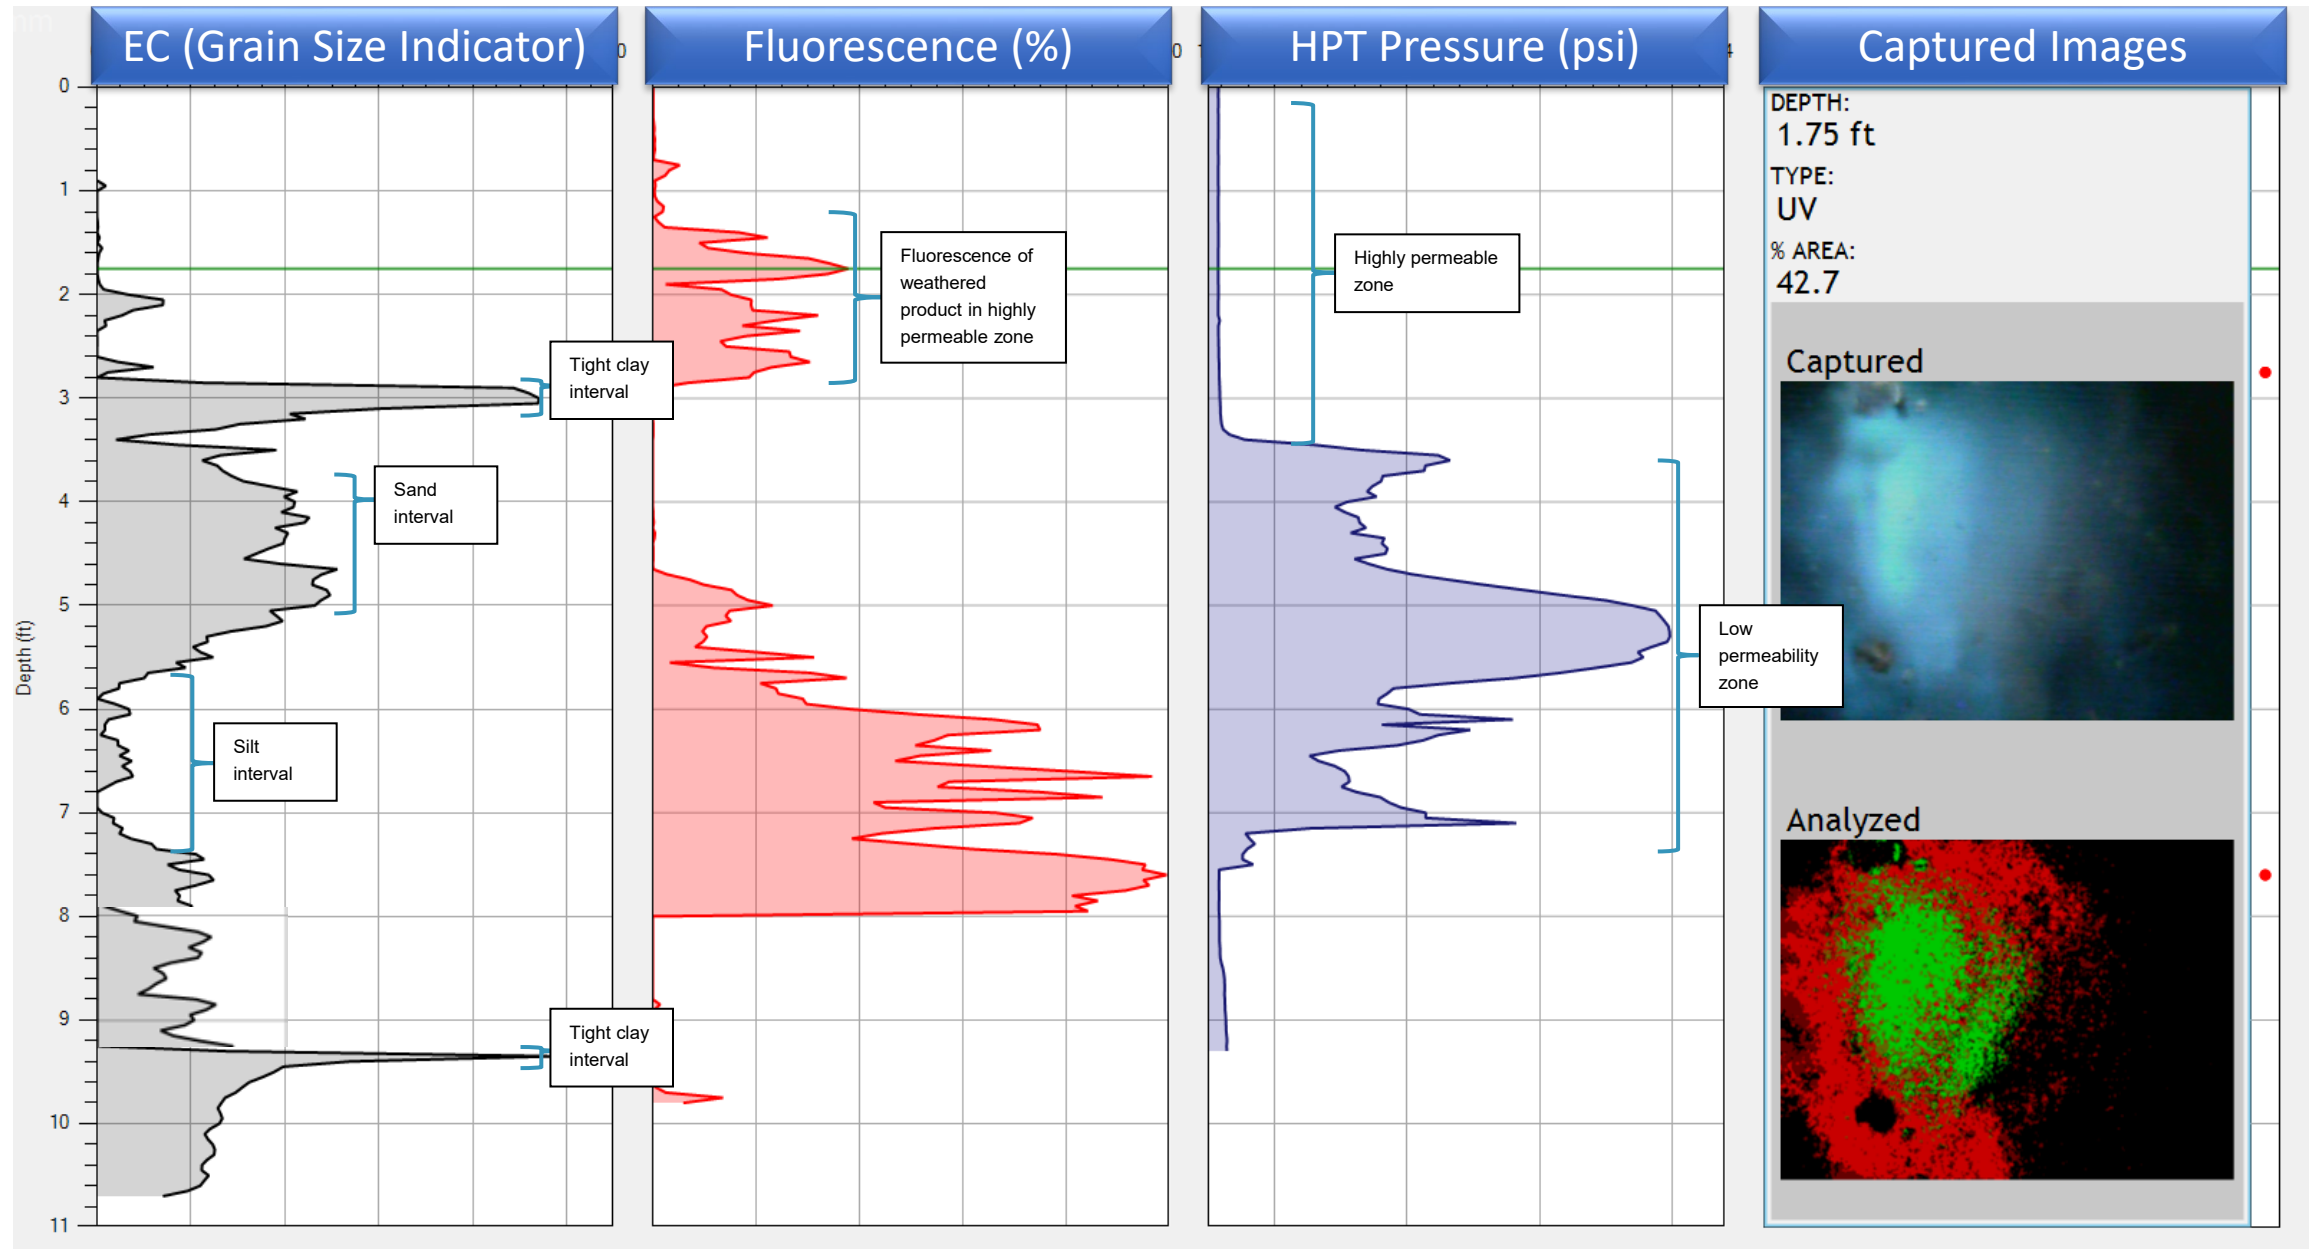 EC (Grain Size Indicator)
Fluorescence (%)
HPT Pressure (psi)
Captured Images
0
1
2
3
4
5
6
7
8
9
10
11
Depth (ft)
Tight clay
interval
Sand
interval
Silt
interval
Tight clay
interval
Fluorescence of
weathered
product in highly
permeable zone
Highly permeable
zone
Low
permeability
zone
DEPTH:
1.75 ft
TYPE:
UV
% AREA:
42.7
Captured
Analyzed